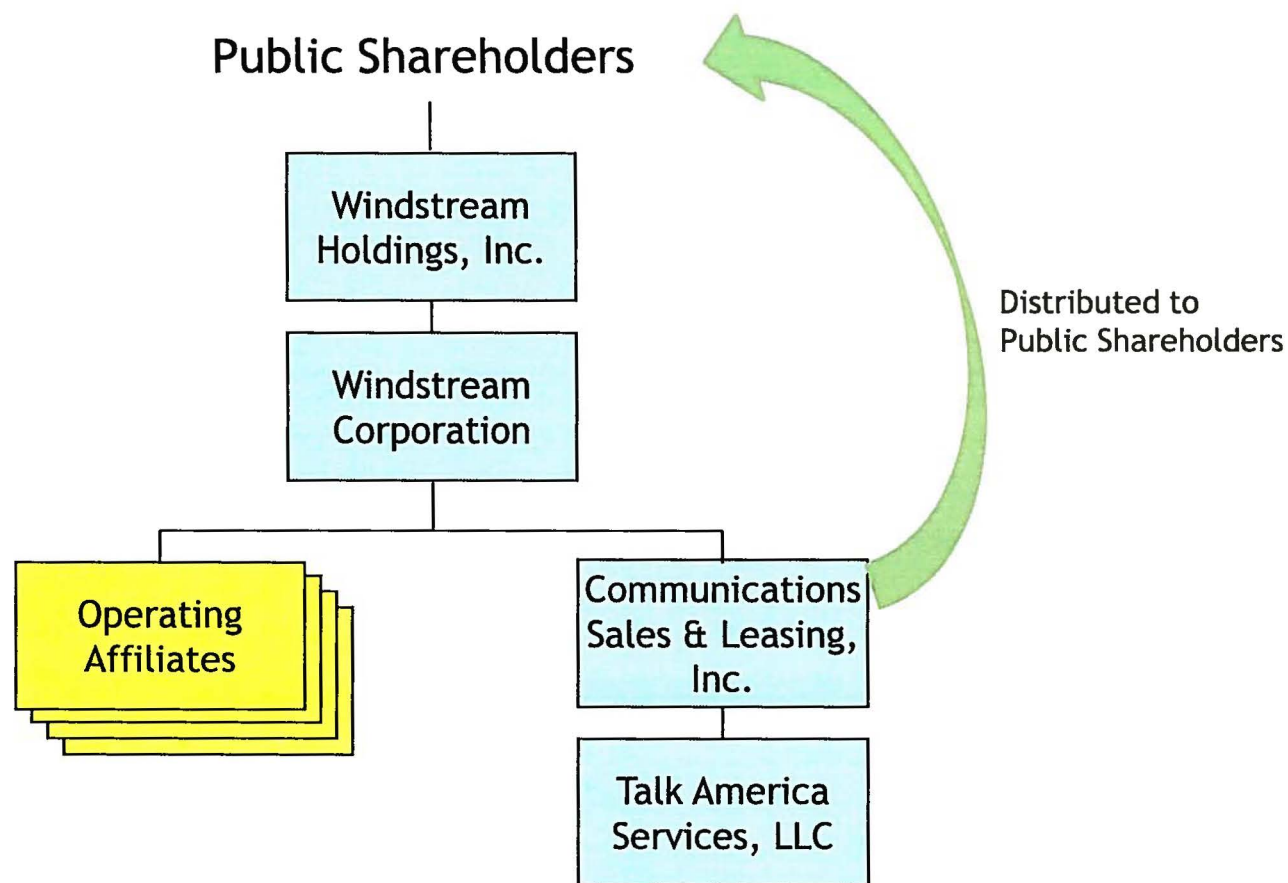 Public Shareholders
Windstream
Holdings, Inc.
Windstream
Corporation
Distributed to
Public Shareholders
Operating
Affiliates
Communications
Sales & Leasing,
Inc.
Talk America
Services, LLC